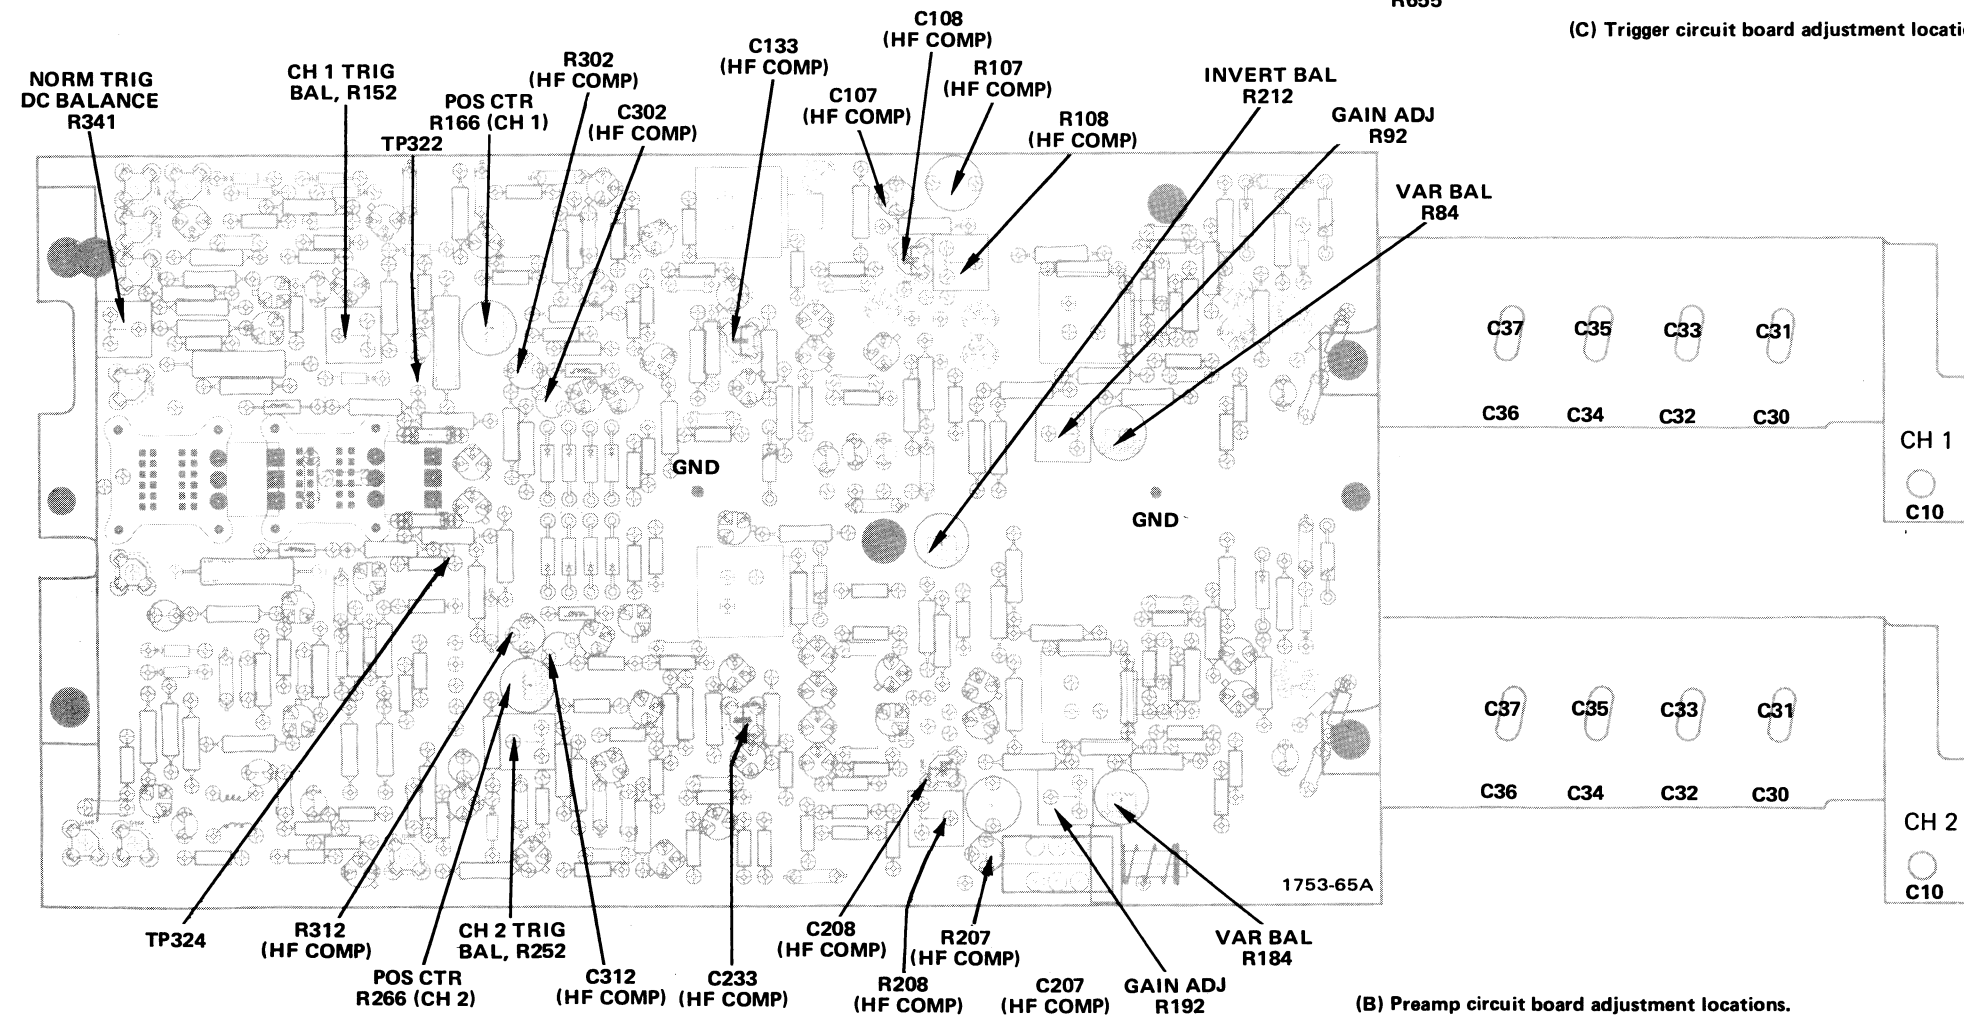 R655
(C) Trigger circuit board adjustment locati
C108
(HF COMP)
C133
(HF COMP)
R302
(HF COMP)
R107
(HF COMP)
NORM TRIG
DC BALANCE
R341
CH 1 TRIG
BAL, R152
INVERT BAL
R212
C107
(HF COMP)
POS CTR
R166 (CH 1)
C302
(HF COMP)
R108
(HF COMP)
GAIN ADJ
R92
TP322
VAR BAL
R84
C37
C35
C33
C31
C36
C34
C32
C30
CH 1
C10
GND
GND
C37
C35
C33
C31
C36
C34
C32
C30
CH 2
C10
1753-65A
TP324
R312
(HF COMP)
CH 2 TRIG
BAL, R252
C208
(HF COMP)
R207
(HF COMP)
VAR BAL
R184
POS CTR
R266 (CH 2)
C312
(HF COMP)
C233
(HF COMP)
R208
(HF COMP)
C207
(HF COMP)
GAIN ADJ
R192
(B) Preamp circuit board adjustment locations.